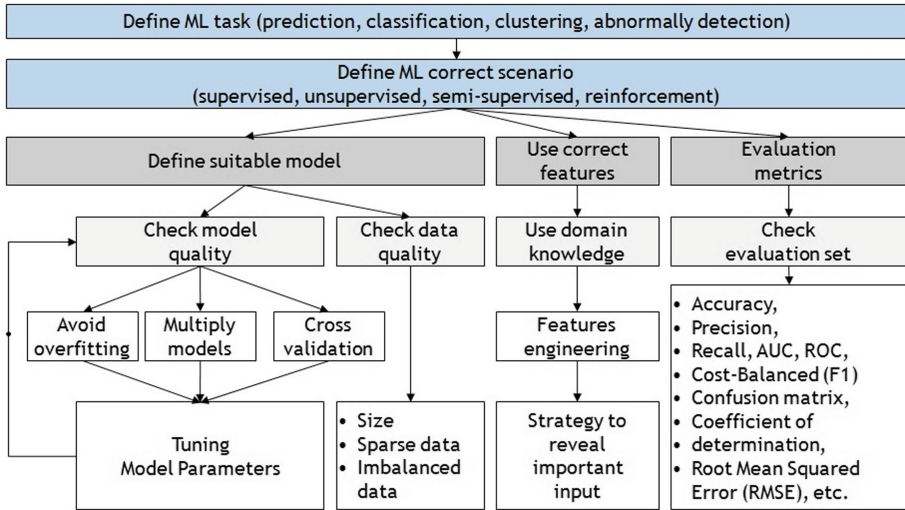 Define ML task (prediction, classification, clustering, abnormally detection)
Define ML correct scenario
(supervised, unsupervised, semi-supervised, reinforcement)
Define suitable model
Use correct
features
Evaluation
metrics
Check model
quality
Check data
quality
Use domain
knowledge
Check
evaluation set
Avoid
overfitting
Multiply
models
Cross
validation
Features
engineering
Tuning
Model Parameters
• Size
• Sparse data
• Imbalanced
data
Strategy to
reveal
important
input
• Accuracy,
• Precision,
• Recall, AUC, ROC,
• Cost-Balanced (F1)
• Confusion matrix,
• Coefficient of
• determination,
• Root Mean Squared
Error (RMSE), etc.